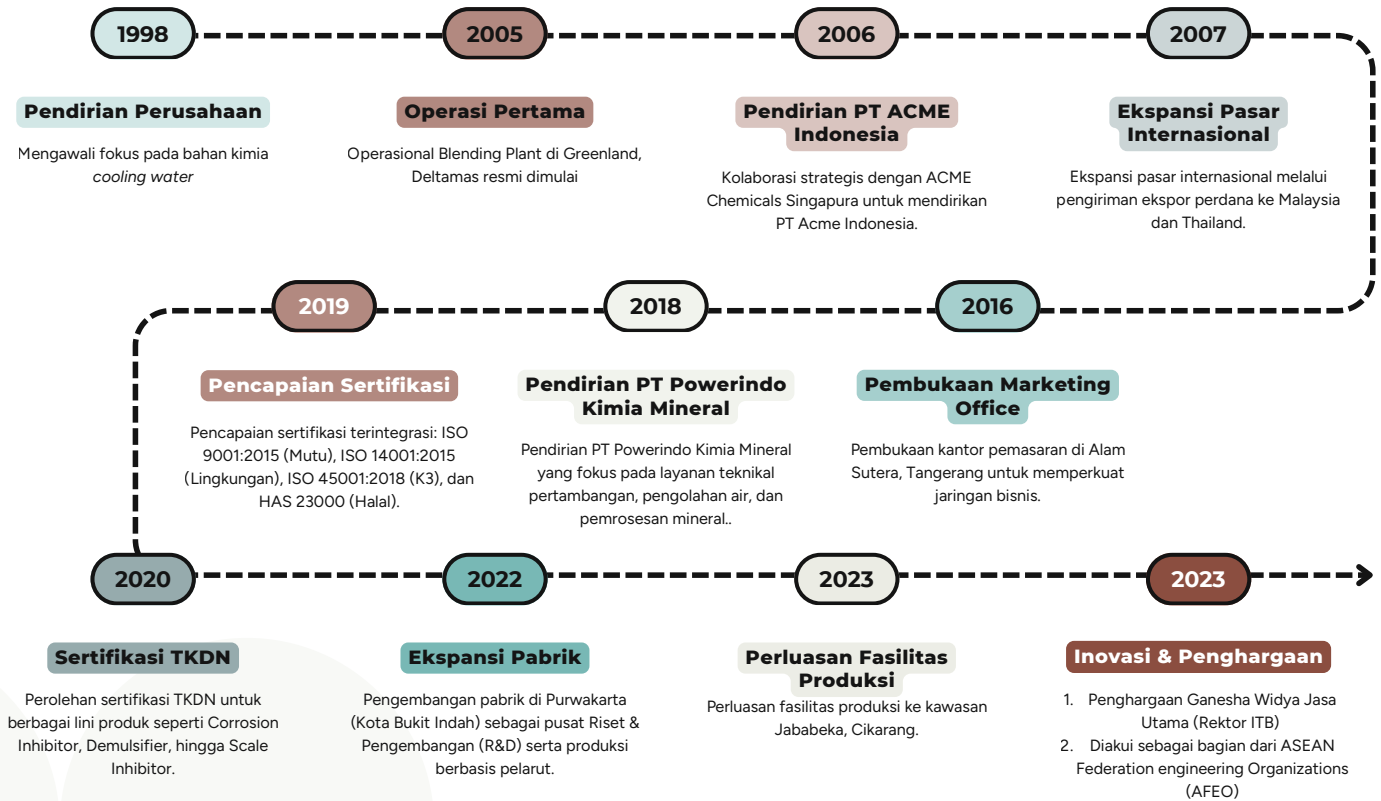 1998
2005
2006
2007
Pendirian Perusahaan
Mengawali fokus pada bahan kimia
cooling water
Operasi Pertama
Operasional Blending Plant di Greenland,
Deltamas resmi dimulai
Pendirian PT ACME
Indonesia
Kolaborasi strategis dengan ACME
Chemicals Singapura untuk mendirikan
PT Acme Indonesia.
Ekspansi Pasar
Internasional
Ekspansi pasar internasional melalui
pengiriman ekspor perdana ke Malaysia
dan Thailand.
2019
2018
2016
Pencapaian Sertifikasi
Pencapaian sertifikasi terintegrasi: ISO
9001:2015 (Mutu), ISO 14001:2015
(Lingkungan), ISO 45001:2018 (K3), dan
HAS 23000 (Halal).
Pendirian PT Powerindo
Kimia Mineral
Pendirian PT Powerindo Kimia Mineral
yang fokus pada layanan teknikal
pertambangan, pengolahan air, dan
pemrosesan mineral..
Pembukaan Marketing
Office
Pembukaan kantor pemasaran di Alam
Sutera, Tangerang untuk memperkuat
jaringan bisnis.
2020
2022
2023
2023
Sertifikasi TKDN
Perolehan sertifikasi TKDN untuk
berbagai lini produk seperti Corrosion
Inhibitor, Demulsifier, hingga Scale
Inhibitor.
Ekspansi Pabrik
Pengembangan pabrik di Purwakarta
(Kota Bukit Indah) sebagai pusat Riset &
Pengembangan (R&D) serta produksi
berbasis pelarut.
Perluasan Fasilitas
Produksi
Perluasan fasilitas produksi ke kawasan
Jababeka, Cikarang.
Inovasi & Penghargaan
1. Penghargaan Ganesha Widya Jasa
Utama (Rektor ITB)
2. Diakui sebagai bagian dari ASEAN
Federation engineering Organizations
(AFEO)